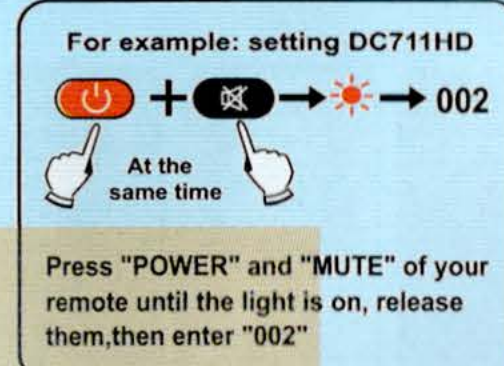 For example: setting DC711HD
002
At the
same time
Press "POWER" and "MUTE" of your
remote until the light is on, release
them,then enter "002"